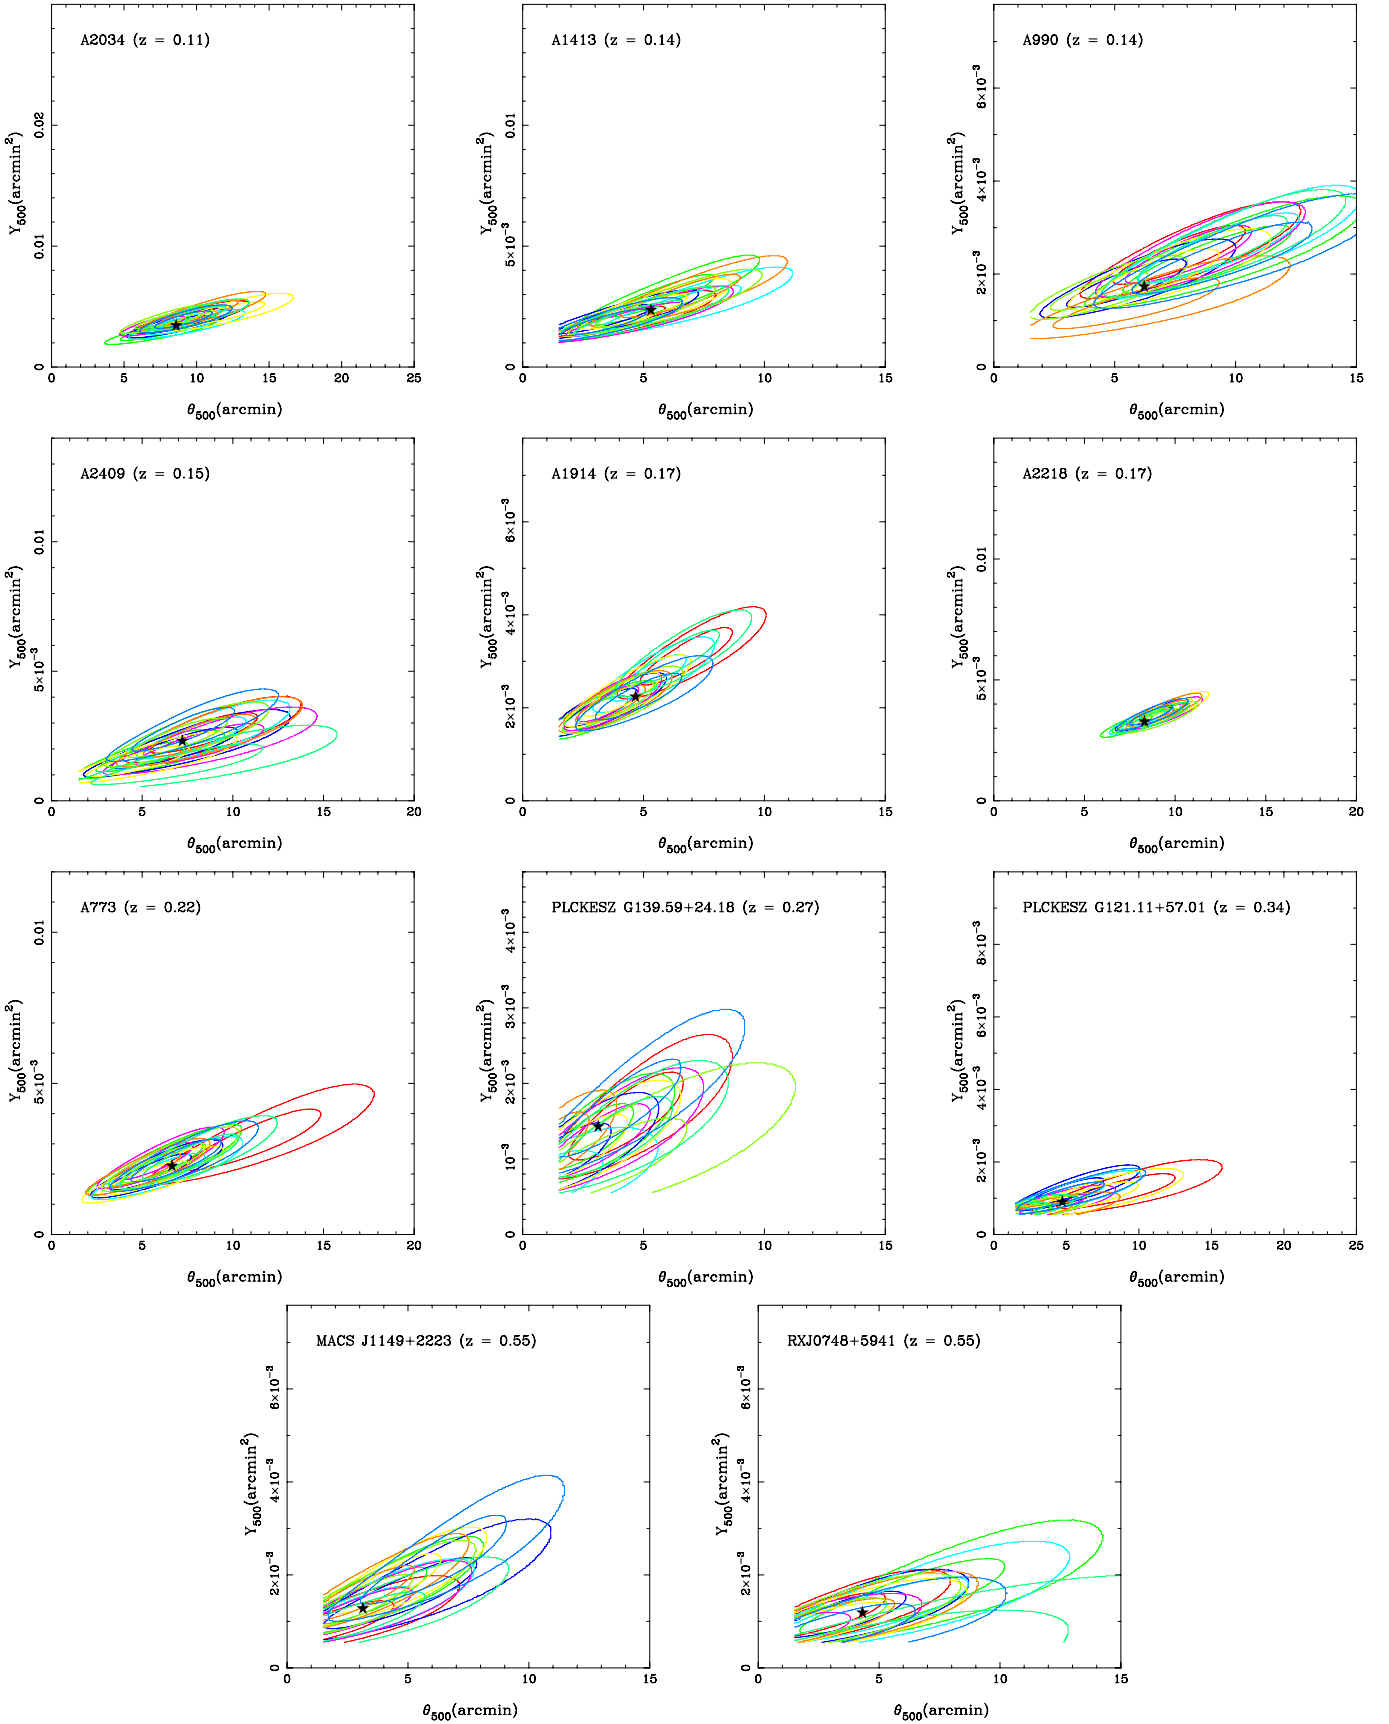 A2034 (z = 0.11)
Y500(arcmin2)
0 0.01 0.02
0 5 10 15 20 25
θ500(arcmin)
A1413 (z = 0.14)
Y500(arcmin2)
0 5×10−3 0.01
0 5 10 15
θ500(arcmin)
A990 (z = 0.14)
Y500(arcmin2)
0 2×10−3 4×10−3 6×10−3
0 5 10 15
θ500(arcmin)
A2409 (z = 0.15)
Y500(arcmin2)
0 5×10−3 0.01
0 5 10 15 20
θ500(arcmin)
A1914 (z = 0.17)
Y500(arcmin2)
0 2×10−3 4×10−3 6×10−3
0 5 10 15
θ500(arcmin)
A2218 (z = 0.17)
Y500(arcmin2)
0 5×10−3 0.01
0 5 10 15 20
θ500(arcmin)
A773 (z = 0.22)
Y500(arcmin2)
0 5×10−3 0.01
0 5 10 15 20
θ500(arcmin)
PLCKESZ G139.59+24.18 (z = 0.27)
Y500(arcmin2)
0 10−3 2×10−3 3×10−3 4×10−3
0 5 10 15
θ500(arcmin)
PLCKESZ G121.11+57.01 (z = 0.34)
Y500(arcmin2)
0 2×10−3 4×10−3 6×10−3 8×10−3
0 5 10 15 20 25
θ500(arcmin)
MACS J1149+2223 (z = 0.55)
Y500(arcmin2)
0 2×10−3 4×10−3 6×10−3
0 5 10 15
θ500(arcmin)
RXJ0748+5941 (z = 0.55)
Y500(arcmin2)
0 2×10−3 4×10−3 6×10−3
0 5 10 15
θ500(arcmin)